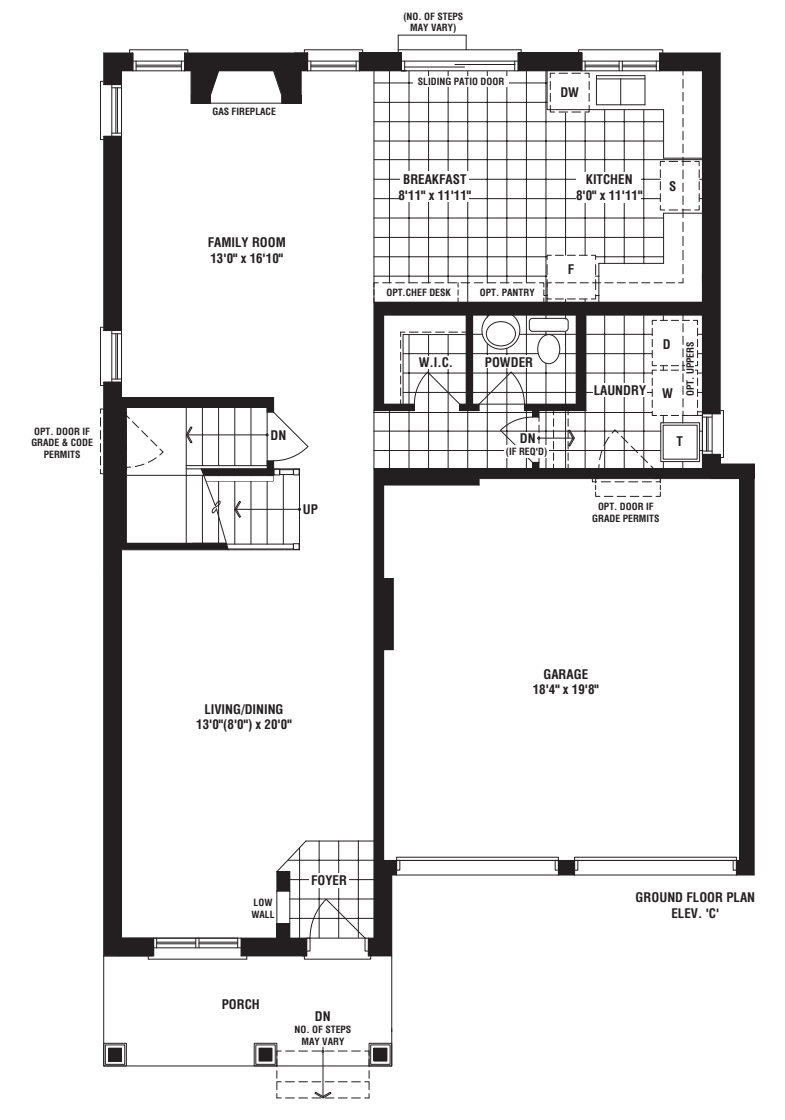 (NO. OF STEPS
MAY VARY)
SLIDING PATIO DOOR
DW
GAS FIREPLACE
BREAKFAST
8'11" x 11'11"
KITCHEN
8'0" x 11'11"
S
FAMILY ROOM
13'0" x 16'10"
F
OPT.CHEF DESK
OPT. PANTRY
W.I.C.
POWDER
LAUNDRY
D
W
OPT. UPPERS
T
OPT. DOOR IF
GRADE & CODE
PERMITS
DN
DN
(IF REQ'D)
UP
OPT. DOOR IF
GRADE PERMITS
GARAGE
18'4" x 19'8"
LIVING/DINING
13'0"(8'0") x 20'0"
FOYER
LOW
WALL
GROUND FLOOR PLAN
ELEV. 'C'
PORCH
DN
NO. OF STEPS
MAY VARY